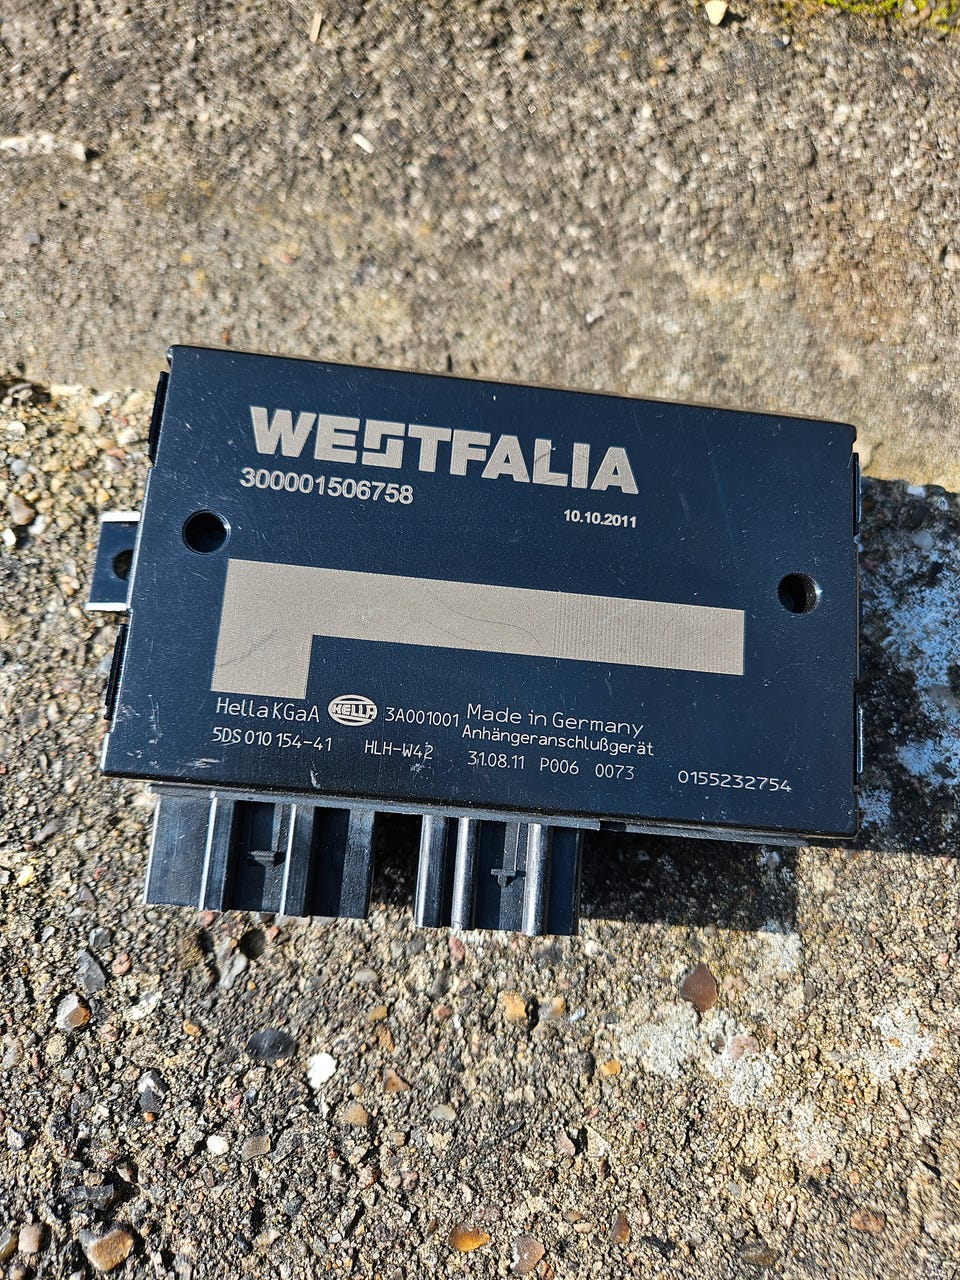 WESTFALIA
300001506758
10.10.2011
Hella KGaA HELLA 3A001001 Made in Germany
Anhängeranschlußgerät
5DS 010 154-41 HLH-W42 31.08.11 P006 0073 0155232754